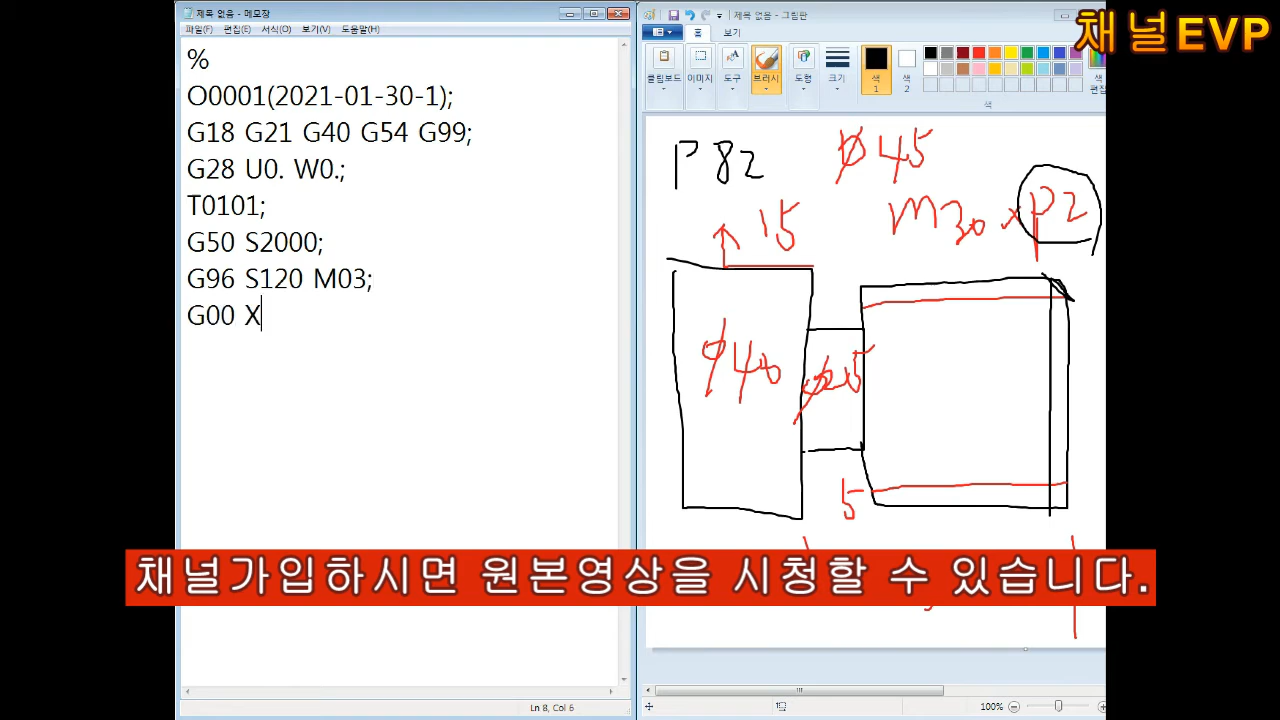 제목 없음 - 메모장
파일(F) 편집(E) 서식(O) 보기(V) 도움말(H)
%
O0001(2021-01-30-1);
G18 G21 G40 G54 G99;
G28 U0. W0.;
T0101;
G50 S2000;
G96 S120 M03;
G00 X
Ln 8, Col 6
제목 없음 - 그림판
홈 보기
클립보드 이미지 도구 브러시 도형 크기 색 1 색 2 색 편집
색
채널EVP
P82
Ø45
M30 x P2
15
Ø40
Ø25
5
채널가입하시면 원본영상을 시청할 수 있습니다.
100%